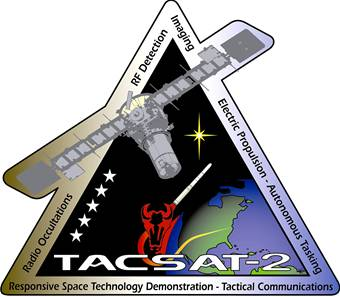 Imaging
RF Detection
Radio Occultations
Electric Propulsion - Autonomous Tasking
TACSAT-2
Responsive Space Technology Demonstration - Tactical Communications